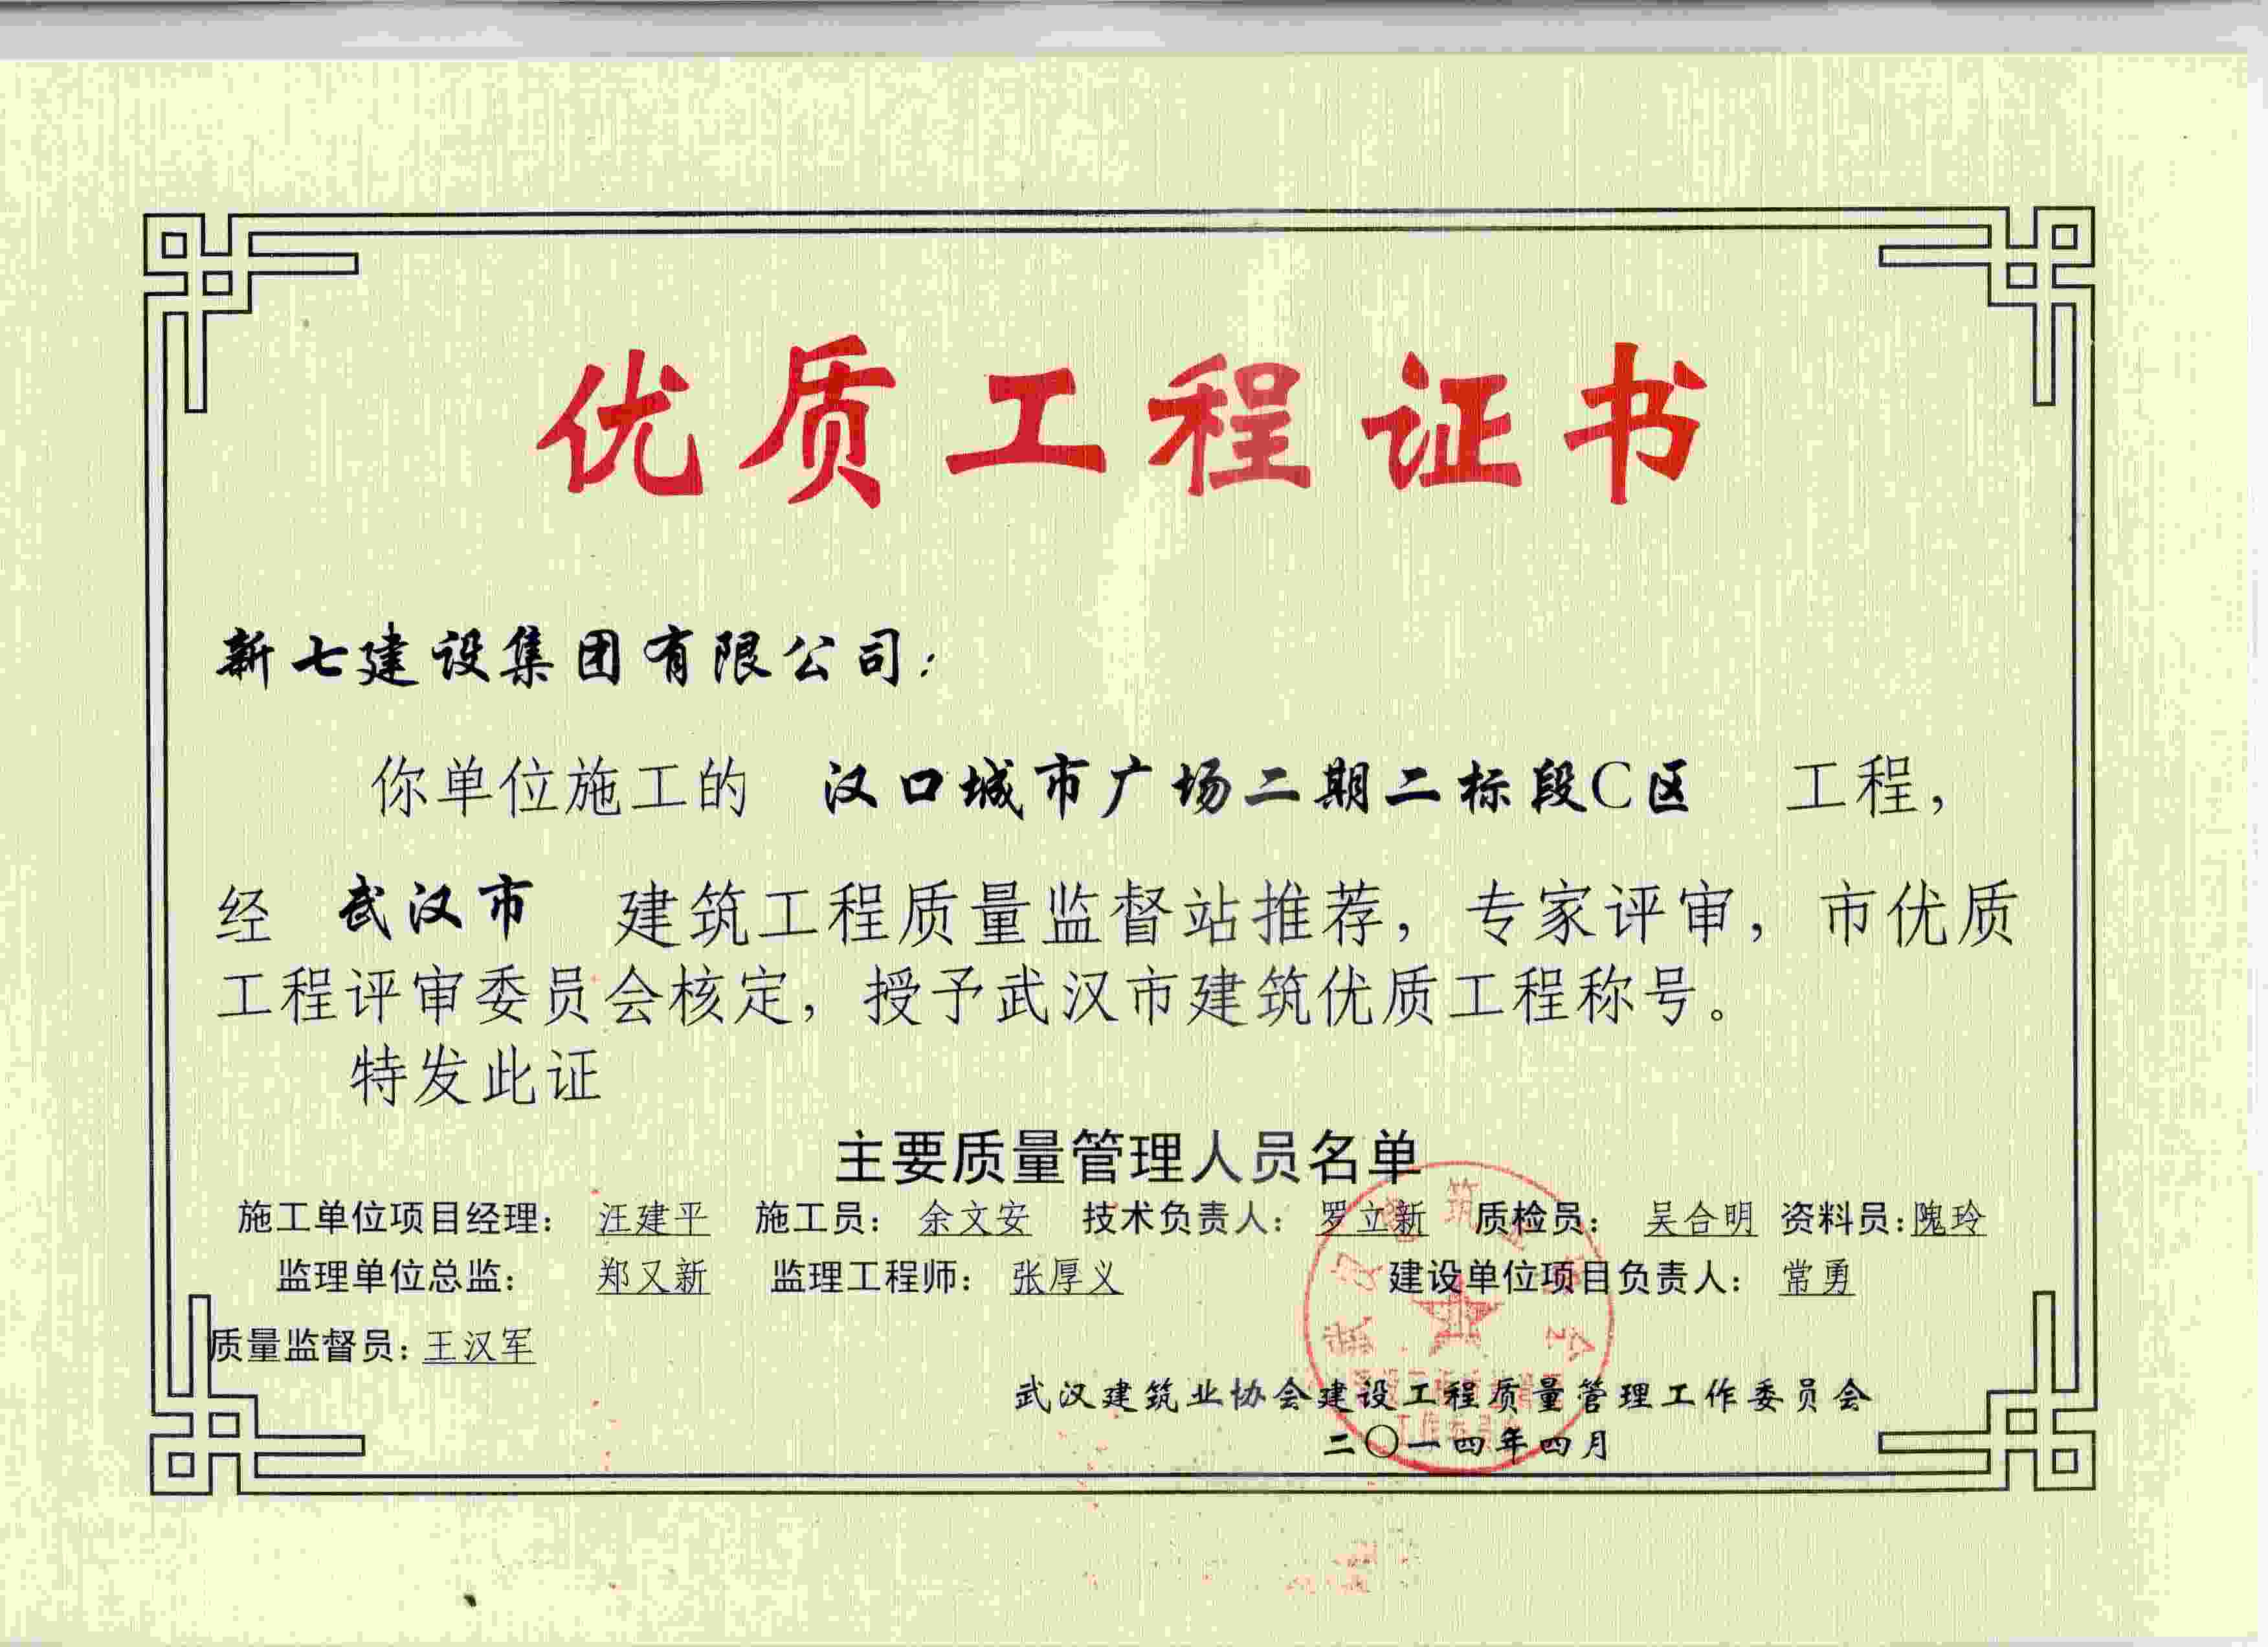 优质工程证书
新七建设集团有限公司：
你单位施工的 汉口城市广场二期二标段C区 工程，
经 武汉市 建筑工程质量监督站推荐，专家评审，市优质
工程评审委员会核定，授予武汉市建筑优质工程称号。
特发此证
主要质量管理人员名单
施工单位项目经理： 汪建平 施工员： 余文安 技术负责人： 罗立新 质检员： 吴合明 资料员：隗玲
监理单位总监： 郑又新 监理工程师： 张厚义 建设单位项目负责人： 常勇
质量监督员：王汉军
武汉建筑业协会建设工程质量管理工作委员会
二〇一四年四月